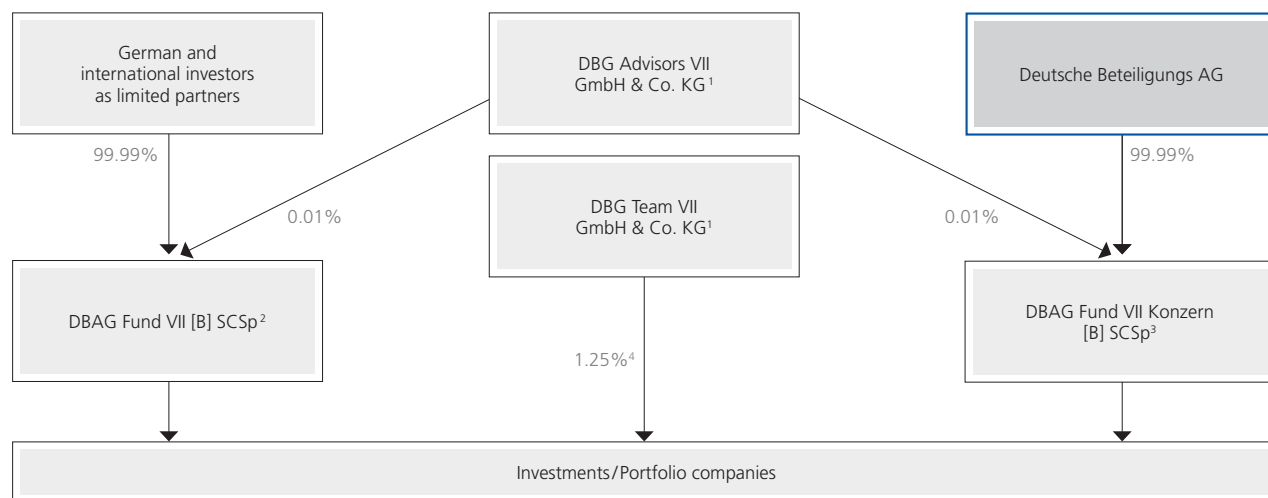 German and
international investors
as limited partners
DBG Advisors VII
GmbH & Co. KG¹
Deutsche Beteiligungs AG
99.99%
99.99%
DBG Team VII
GmbH & Co. KG¹
0.01%
0.01%
DBAG Fund VII [B] SCSp²
DBAG Fund VII Konzern
[B] SCSp³
1.25%⁴
Investments/Portfolio companies